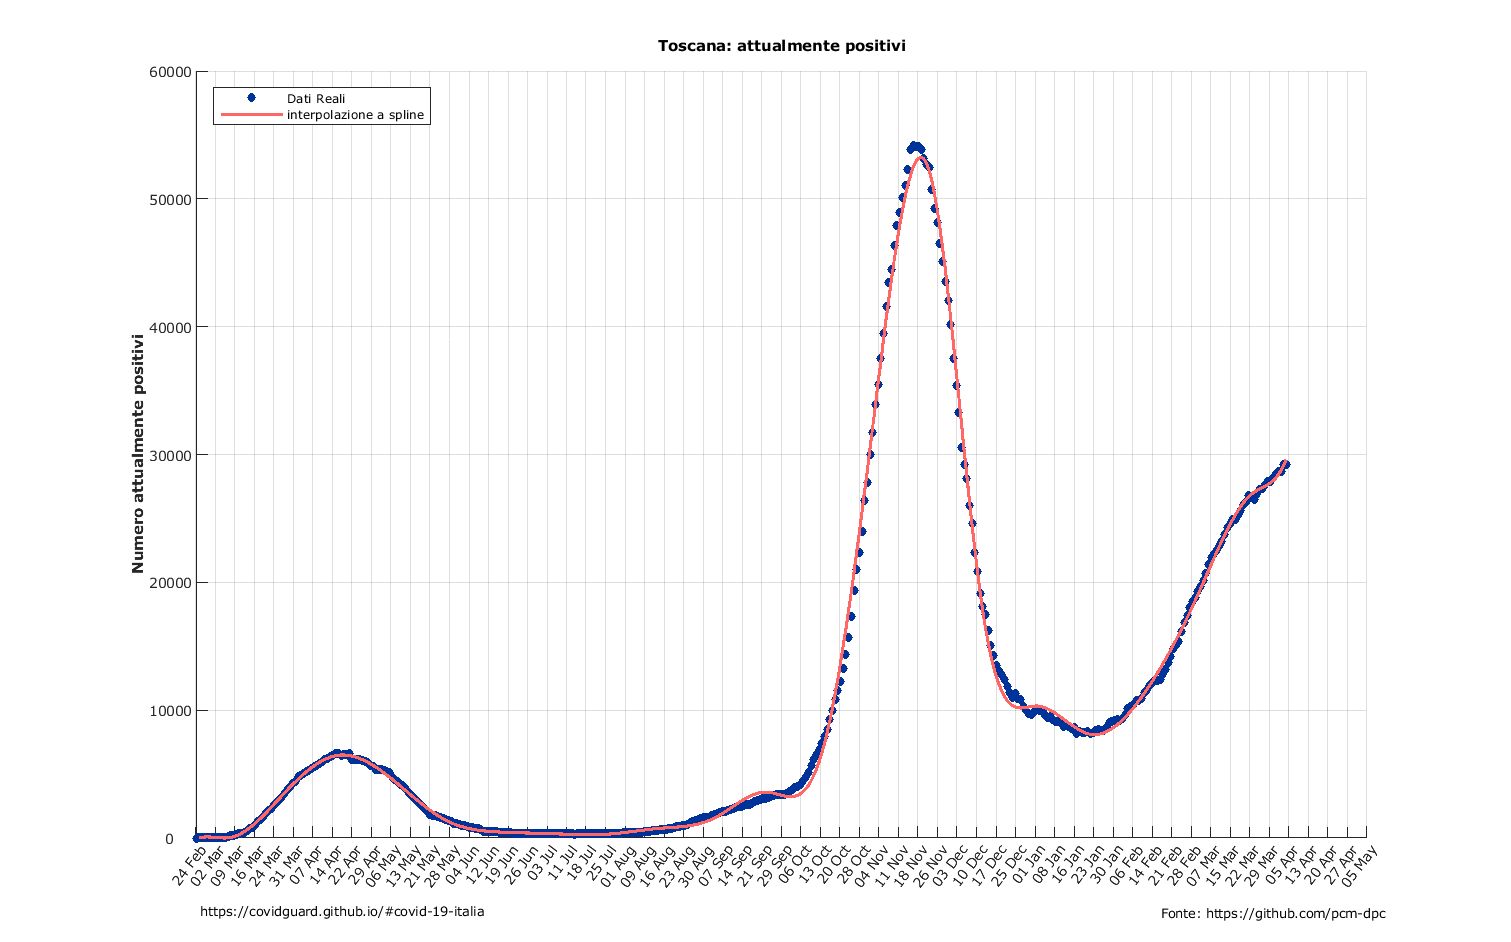 Toscana: attualmente positivi
60000
50000
40000
30000
20000
10000
0
Dati Reali
interpolazione a spline
Numero attualmente positivi
24 Feb
02 Mar
09 Mar
16 Mar
24 Mar
31 Mar
07 Apr
14 Apr
22 Apr
29 Apr
06 May
13 May
21 May
28 May
04 Jun
12 Jun
19 Jun
26 Jun
03 Jul
11 Jul
18 Jul
25 Jul
01 Aug
09 Aug
16 Aug
23 Aug
30 Aug
07 Sep
14 Sep
21 Sep
29 Sep
06 Oct
13 Oct
20 Oct
28 Oct
04 Nov
11 Nov
18 Nov
26 Nov
03 Dec
10 Dec
17 Dec
25 Dec
01 Jan
08 Jan
16 Jan
23 Jan
30 Jan
06 Feb
14 Feb
21 Feb
28 Feb
07 Mar
15 Mar
22 Mar
29 Mar
05 Apr
13 Apr
20 Apr
27 Apr
05 May
https://covidguard.github.io/#covid-19-italia
Fonte: https://github.com/pcm-dpc